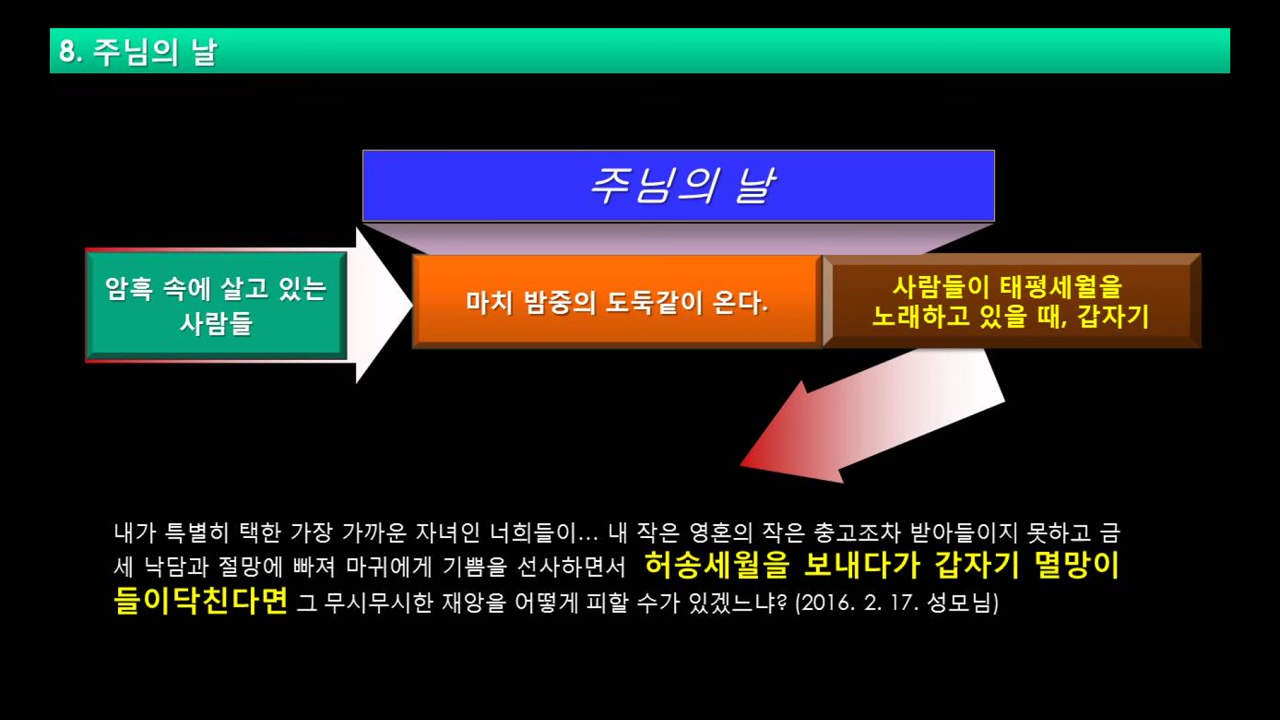 8. 주님의 날
주님의 날
암흑 속에 살고 있는
사람들
마치 밤중의 도둑같이 온다.
사람들이 태평세월을
노래하고 있을 때, 갑자기
내가 특별히 택한 가장 가까운 자녀인 너희들이... 내 작은 영혼의 작은 충고조차 받아들이지 못하고 금
세 낙담과 절망에 빠져 마귀에게 기쁨을 선사하면서 허송세월을 보내다가 갑자기 멸망이
들이닥친다면 그 무시무시한 재앙을 어떻게 피할 수가 있겠느냐? (2016. 2. 17. 성모님)